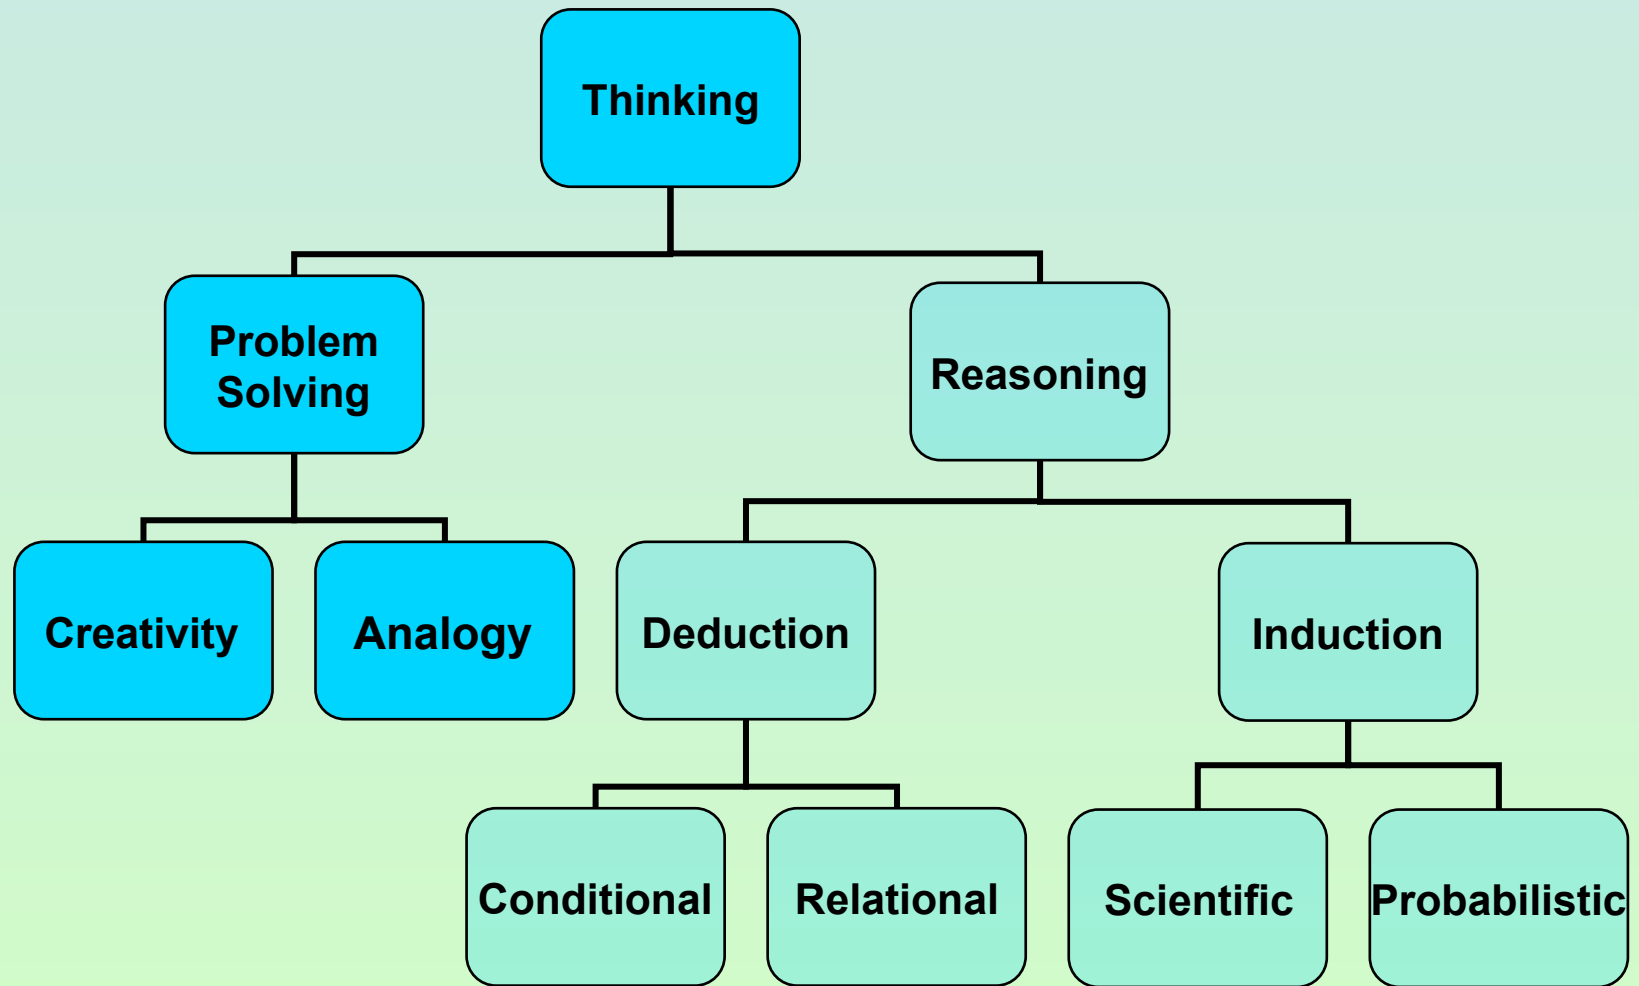 Thinking
Problem
Solving
Reasoning
Creativity
Analogy
Deduction
Induction
Conditional
Relational
Scientific
Probabilistic